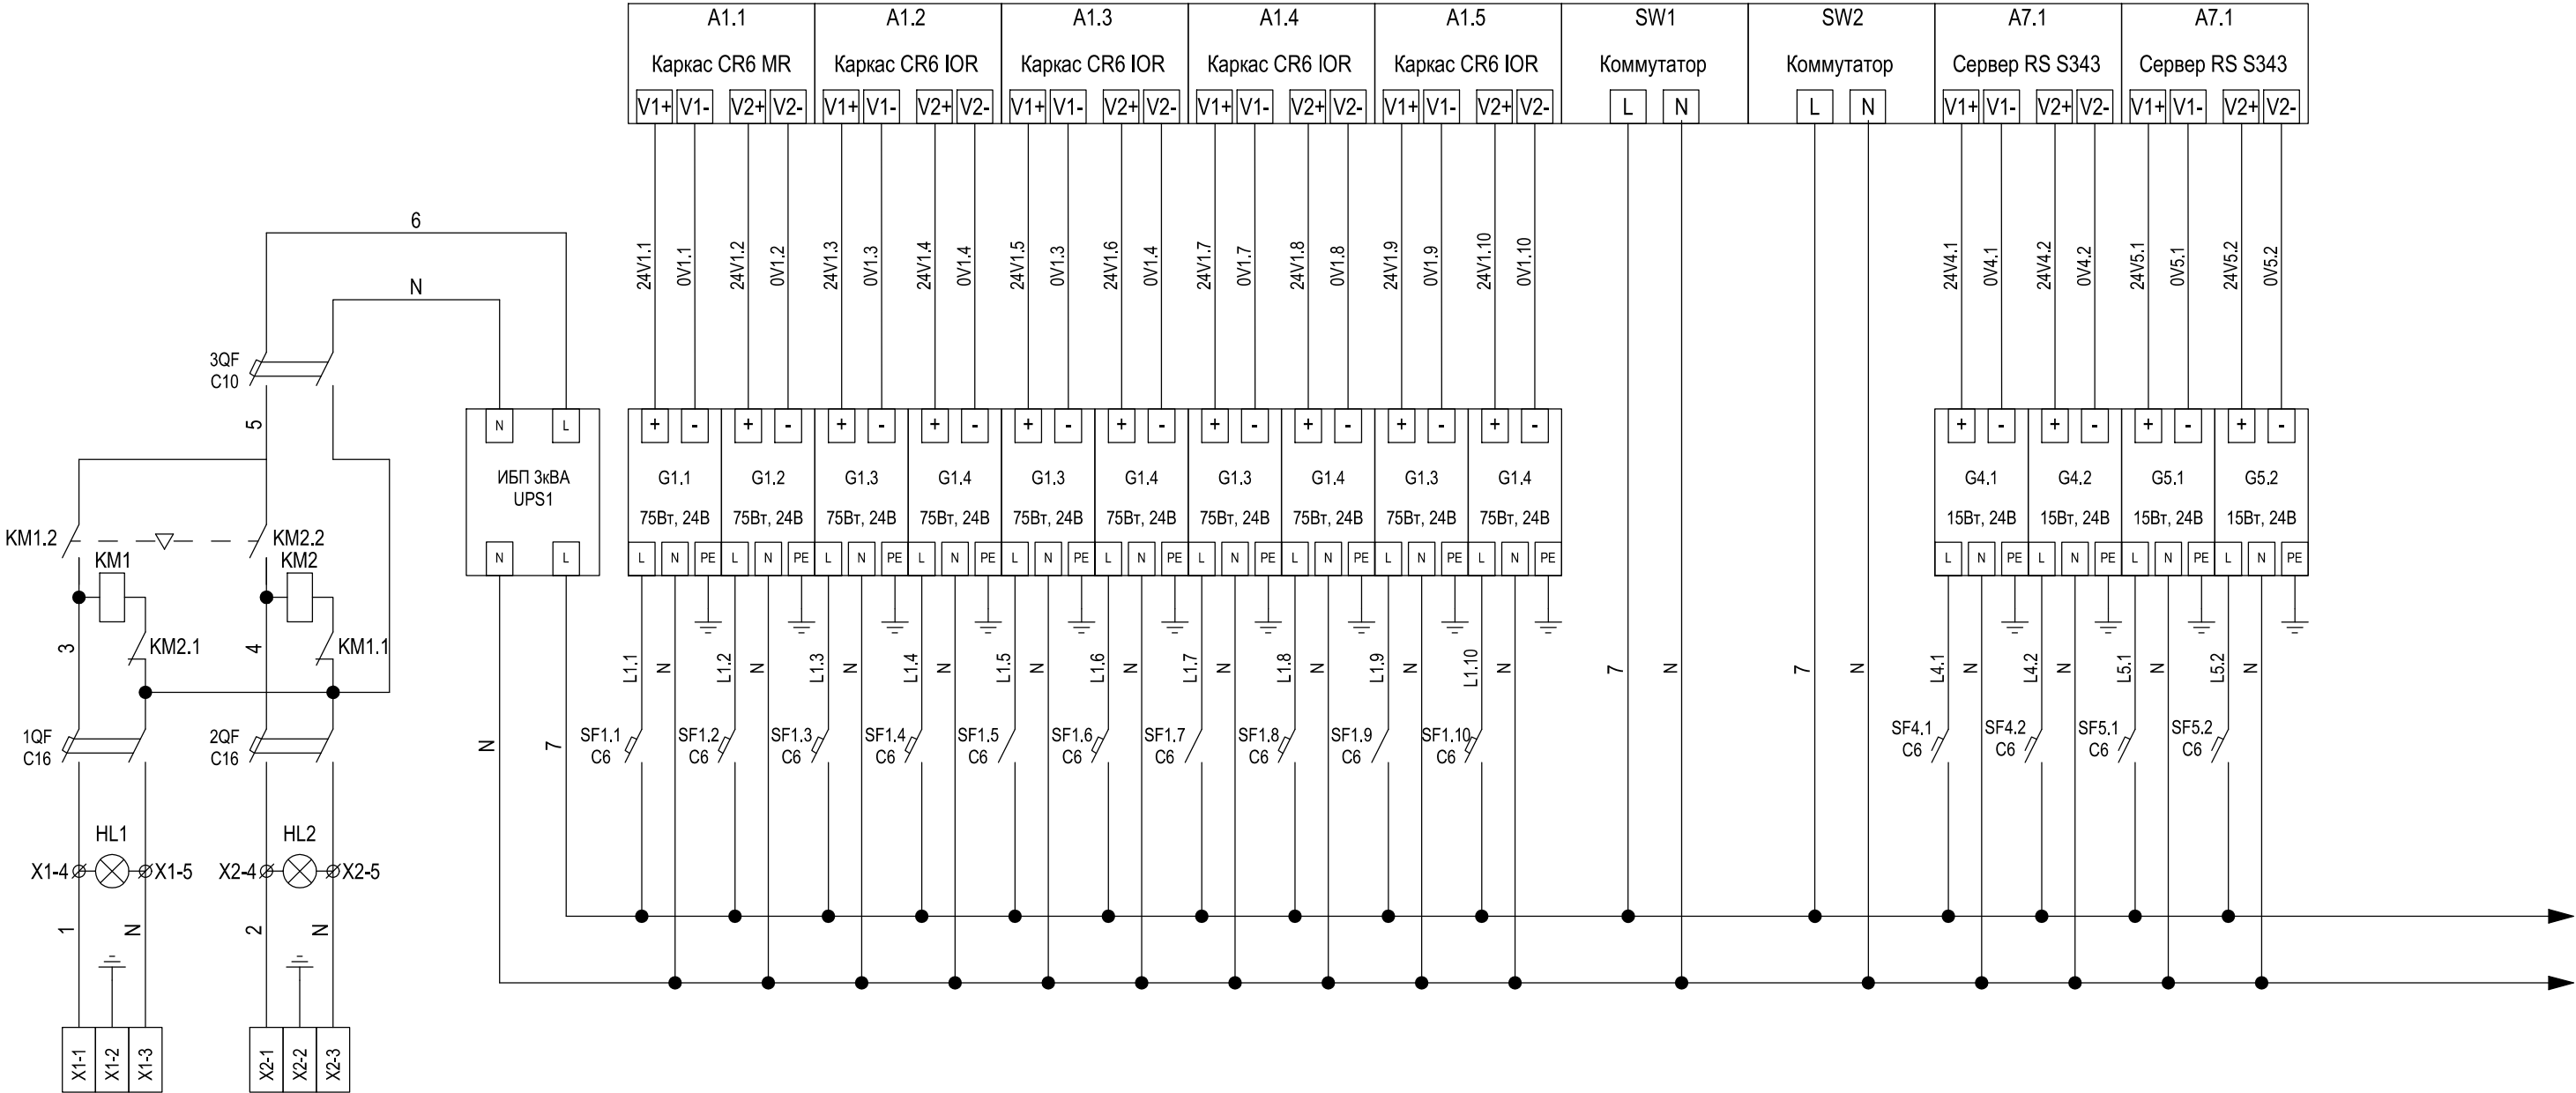 A1.1 A1.2 A1.3 A1.4 A1.5 SW1 SW2 A7.1 A7.1
Каркас CR6 MR Каркас CR6 IOR Каркас CR6 IOR Каркас CR6 IOR Каркас CR6 IOR Коммутатор Коммутатор Сервер RS S343 Сервер RS S343
V1+ V1- V2+ V2- V1+ V1- V2+ V2- V1+ V1- V2+ V2- V1+ V1- V2+ V2- V1+ V1- V2+ V2- L N L N V1+ V1- V2+ V2- V1+ V1- V2+ V2-
6
24V1.1 0V1.1 24V1.2 0V1.2 24V1.3 0V1.3 24V1.4 0V1.4 24V1.5 0V1.3 24V1.6 0V1.4 24V1.7 0V1.7 24V1.8 0V1.8 24V1.9 0V1.9 24V1.10 0V1.10 24V4.1 0V4.1 24V4.2 0V4.2 24V5.1 0V5.1 24V5.2 0V5.2
N
3QF
C10
5
N L + - + - + - + - + - + - + - + - + - + - + - + - + - + -
ИБП 3кВА
UPS1
G1.1 G1.2 G1.3 G1.4 G1.3 G1.4 G1.3 G1.4 G1.3 G1.4 G4.1 G4.2 G5.1 G5.2
75Вт, 24В 75Вт, 24В 75Вт, 24В 75Вт, 24В 75Вт, 24В 75Вт, 24В 75Вт, 24В 75Вт, 24В 75Вт, 24В 75Вт, 24В 15Вт, 24В 15Вт, 24В 15Вт, 24В 15Вт, 24В
KM1.2 KM2.2
KM1 KM2
N L L N PE L N PE L N PE L N PE L N PE L N PE L N PE L N PE L N PE L N PE L N PE L N PE L N PE L N PE
3 KM2.1 4 KM1.1
L1.1 N L1.2 N L1.3 N L1.4 N L1.5 N L1.6 N L1.7 N L1.8 N L1.9 N L1.10 N 7 N 7 N L4.1 N L4.2 N L5.1 N L5.2 N
1QF
C16
2QF
C16
N 7
SF1.1 SF1.2 SF1.3 SF1.4 SF1.5 SF1.6 SF1.7 SF1.8 SF1.9 SF1.10 SF4.1 SF4.2 SF5.1 SF5.2
C6 C6 C6 C6 C6 C6 C6 C6 C6 C6 C6 C6 C6 C6
HL1 HL2
X1-4 X1-5 X2-4 X2-5
1 N 2 N
X1-1 X1-2 X1-3 X2-1 X2-2 X2-3